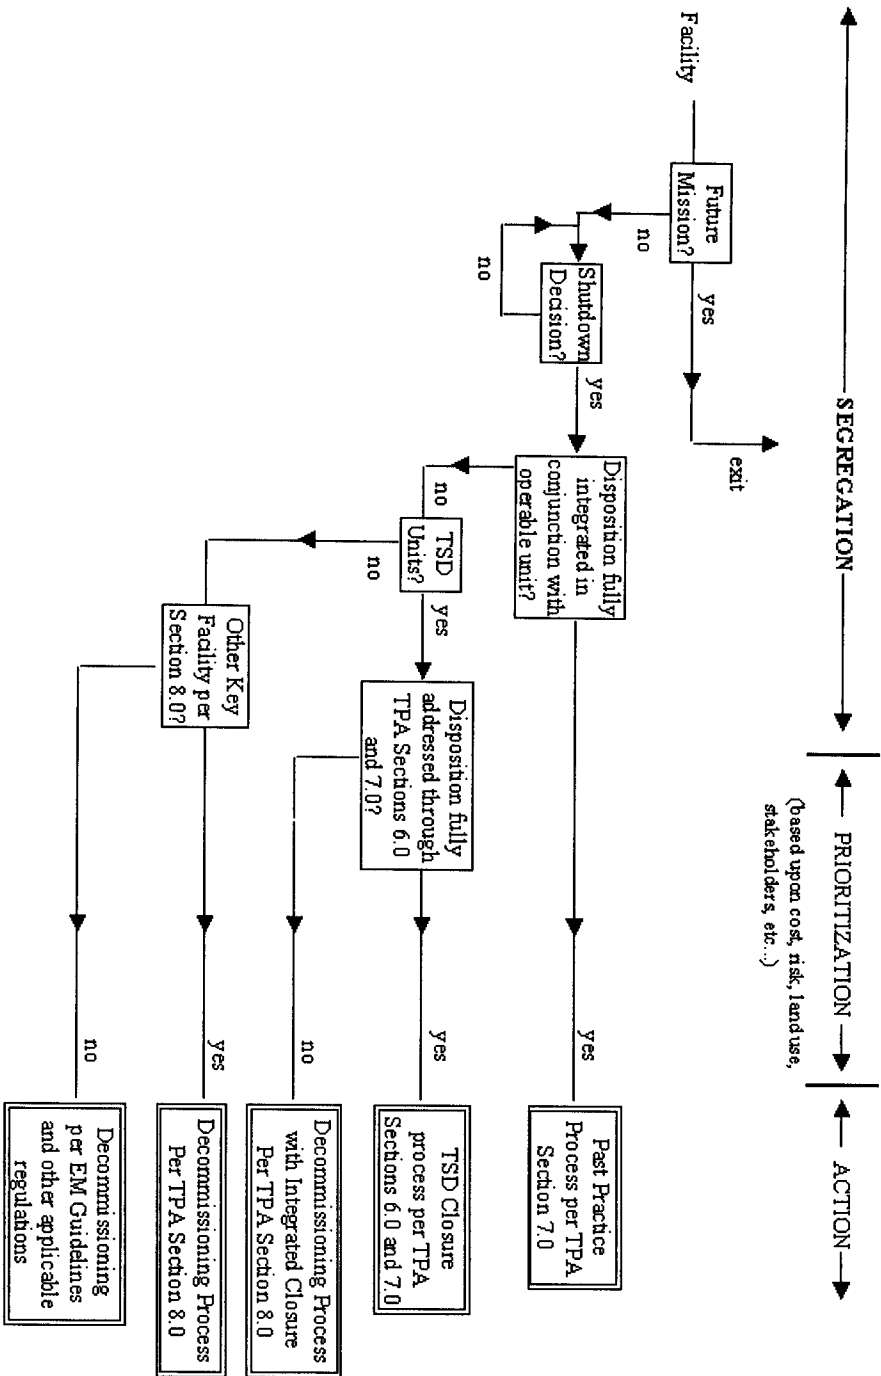 SEGREGATION
PRIORITIZATION
(based upon cost, risk, land use,
stakeholders, etc...)
ACTION
Facility
Future
Mission?
yes
exit
no
Shutdown
Decision?
no
yes
Disposition fully
integrated in
conjunction with
operable unit?
yes
Past Practice
Process per TPA
Section 7.0
no
TSD
Units?
yes
Disposition fully
addressed through
TPA Sections 6.0
and 7.0?
yes
TSD Closure
process per TPA
Sections 6.0 and 7.0
no
Decommissioning Process
with Integrated Closure
Per TPA Section 8.0
no
Other Key
Facility per
Section 8.0?
yes
Decommissioning Process
Per TPA Section 8.0
no
Decommissioning
per EM Guidelines
and other applicable
regulations